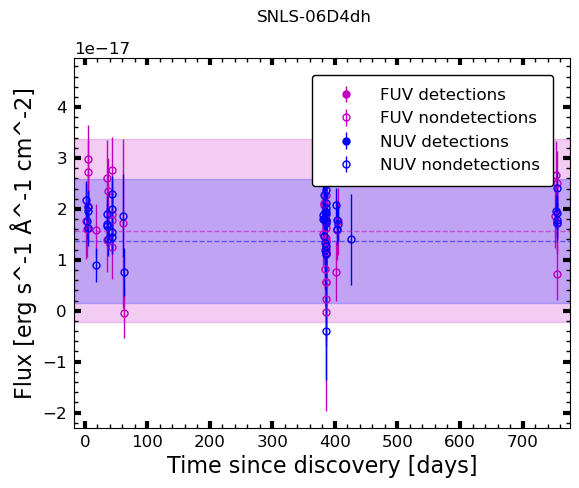 SNLS-06D4dh
1e−17
FUV detections
FUV nondetections
NUV detections
NUV nondetections
4
3
2
1
0
−1
−2
Flux [erg s^-1 Å^-1 cm^-2]
0 100 200 300 400 500 600 700
Time since discovery [days]